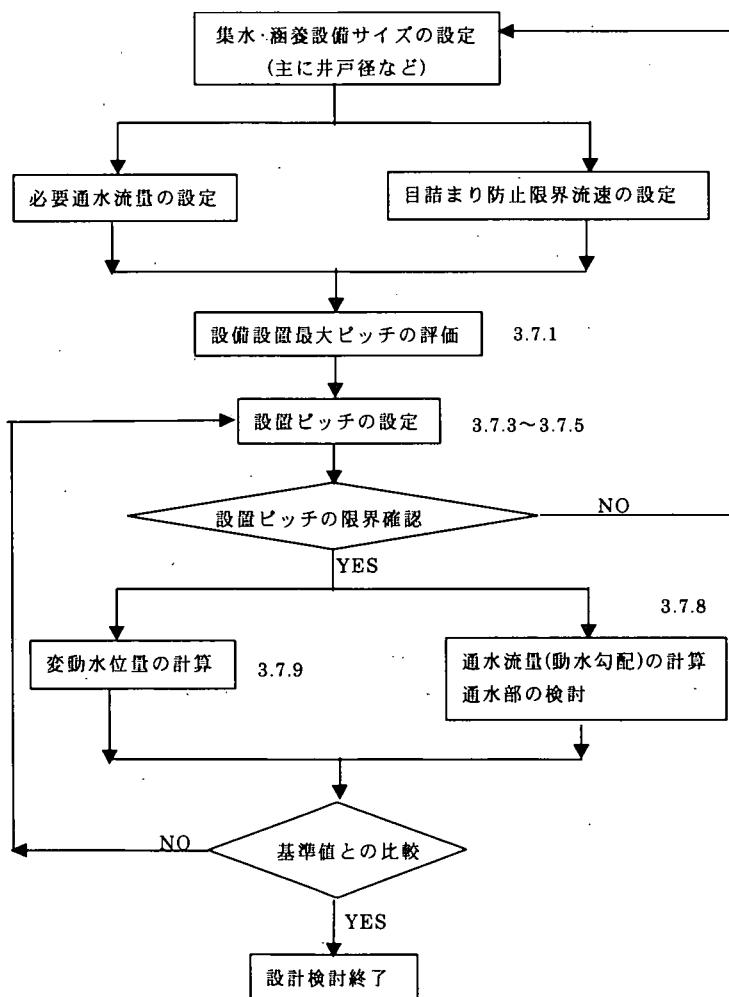 集水・涵養設備サイズの設定
(主に井戸径など)
必要通水流量の設定
目詰まり防止限界流速の設定
設備設置最大ピッチの評価
3.7.1
設置ピッチの設定
3.7.3～3.7.5
設置ピッチの限界確認
NO
YES
3.7.8
変動水位量の計算
3.7.9
通水流量(動水勾配)の計算
通水部の検討
NO
基準値との比較
YES
設計検討終了